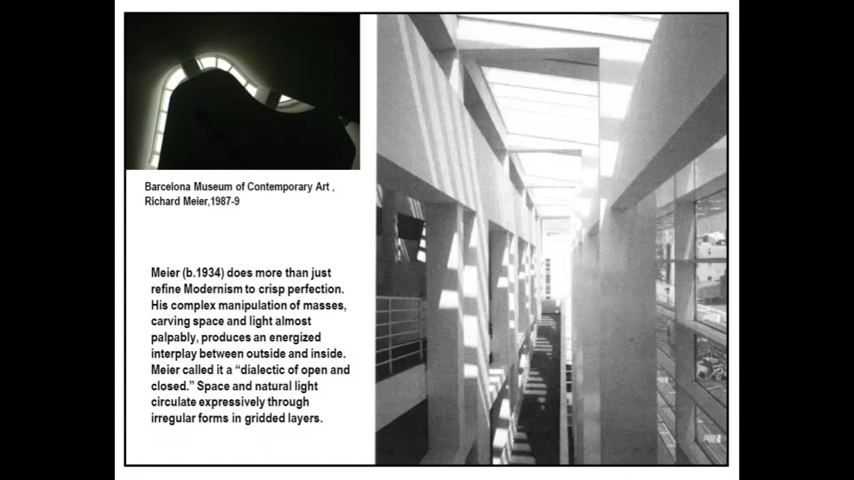 Barcelona Museum of Contemporary Art ,
Richard Meier,1987-9
Meier (b.1934) does more than just
refine Modernism to crisp perfection.
His complex manipulation of masses,
carving space and light almost
palpably, produces an energized
interplay between outside and inside.
Meier called it a “dialectic of open and
closed.” Space and natural light
circulate expressively through
irregular forms in gridded layers.